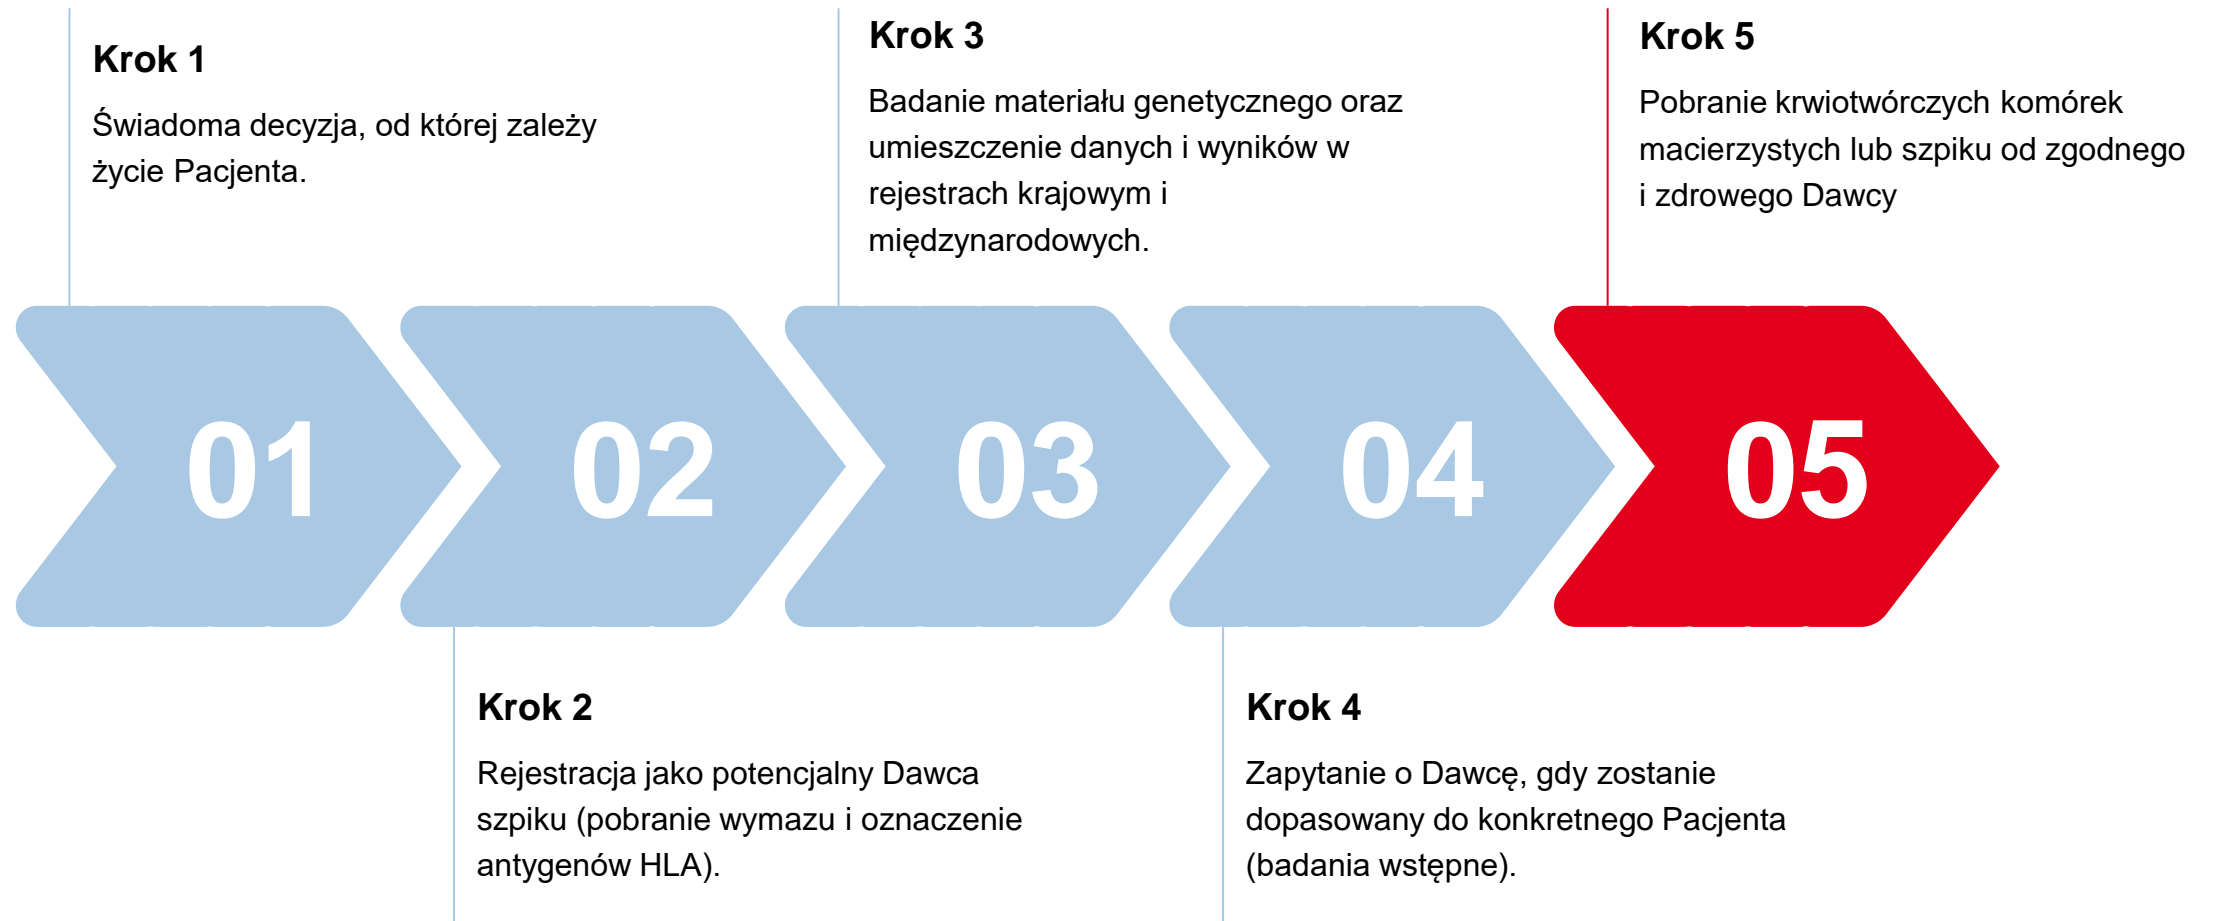 Krok 1
Świadoma decyzja, od której zależy
życie Pacjenta.
Krok 3
Badanie materiału genetycznego oraz
umieszczenie danych i wyników w
rejestrach krajowym i
międzynarodowych.
Krok 5
Pobranie krwiotwórczych komórek
macierzystych lub szpiku od zgodnego
i zdrowego Dawcy
01
02
03
04
05
Krok 2
Rejestracja jako potencjalny Dawca
szpiku (pobranie wymazu i oznaczenie
antygenów HLA).
Krok 4
Zapytanie o Dawcę, gdy zostanie
dopasowany do konkretnego Pacjenta
(badania wstępne).